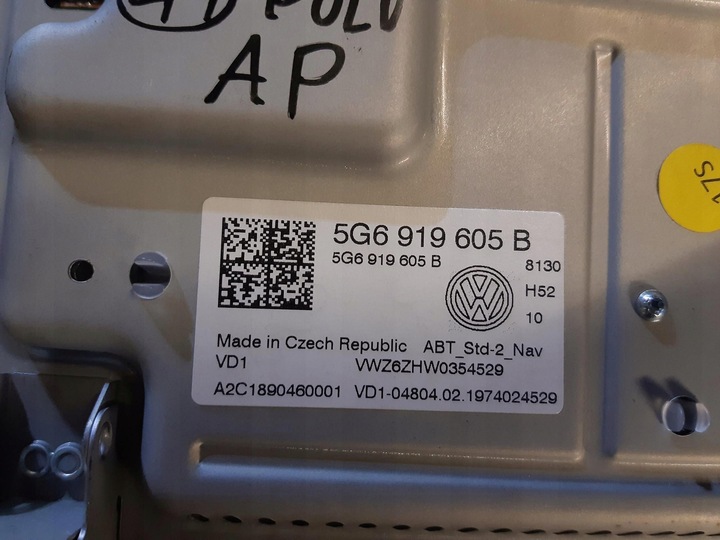 AP
5G6 919 605 B
5G6 919 605 B
8130
H52
10
Made in Czech Republic ABT_Std-2_Nav
VD1 VWZ6ZHW0354529
A2C1890460001 VD1-04804.02.1974024529